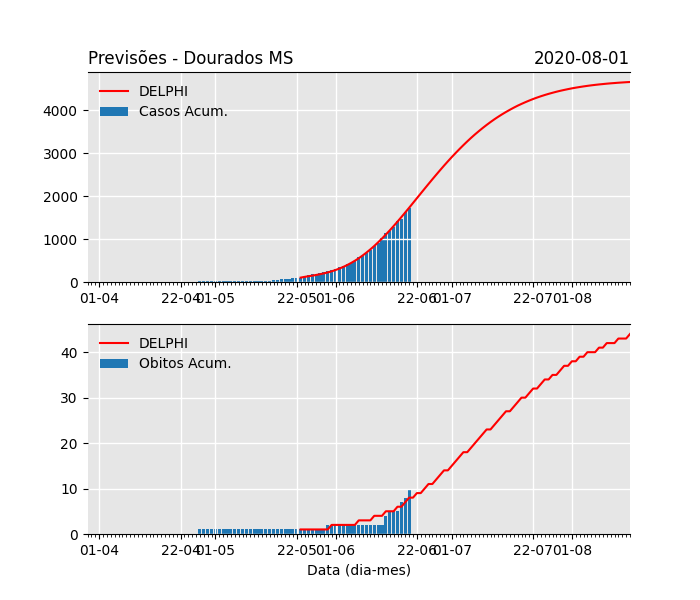 Previsões - Dourados MS 2020-08-01
DELPHI
Casos Acum.
4000
3000
2000
1000
0
01-04 22-04 01-05 22-05 01-06 22-06 01-07 22-07 01-08
DELPHI
Obitos Acum.
40
30
20
10
0
01-04 22-04 01-05 22-05 01-06 22-06 01-07 22-07 01-08
Data (dia-mes)